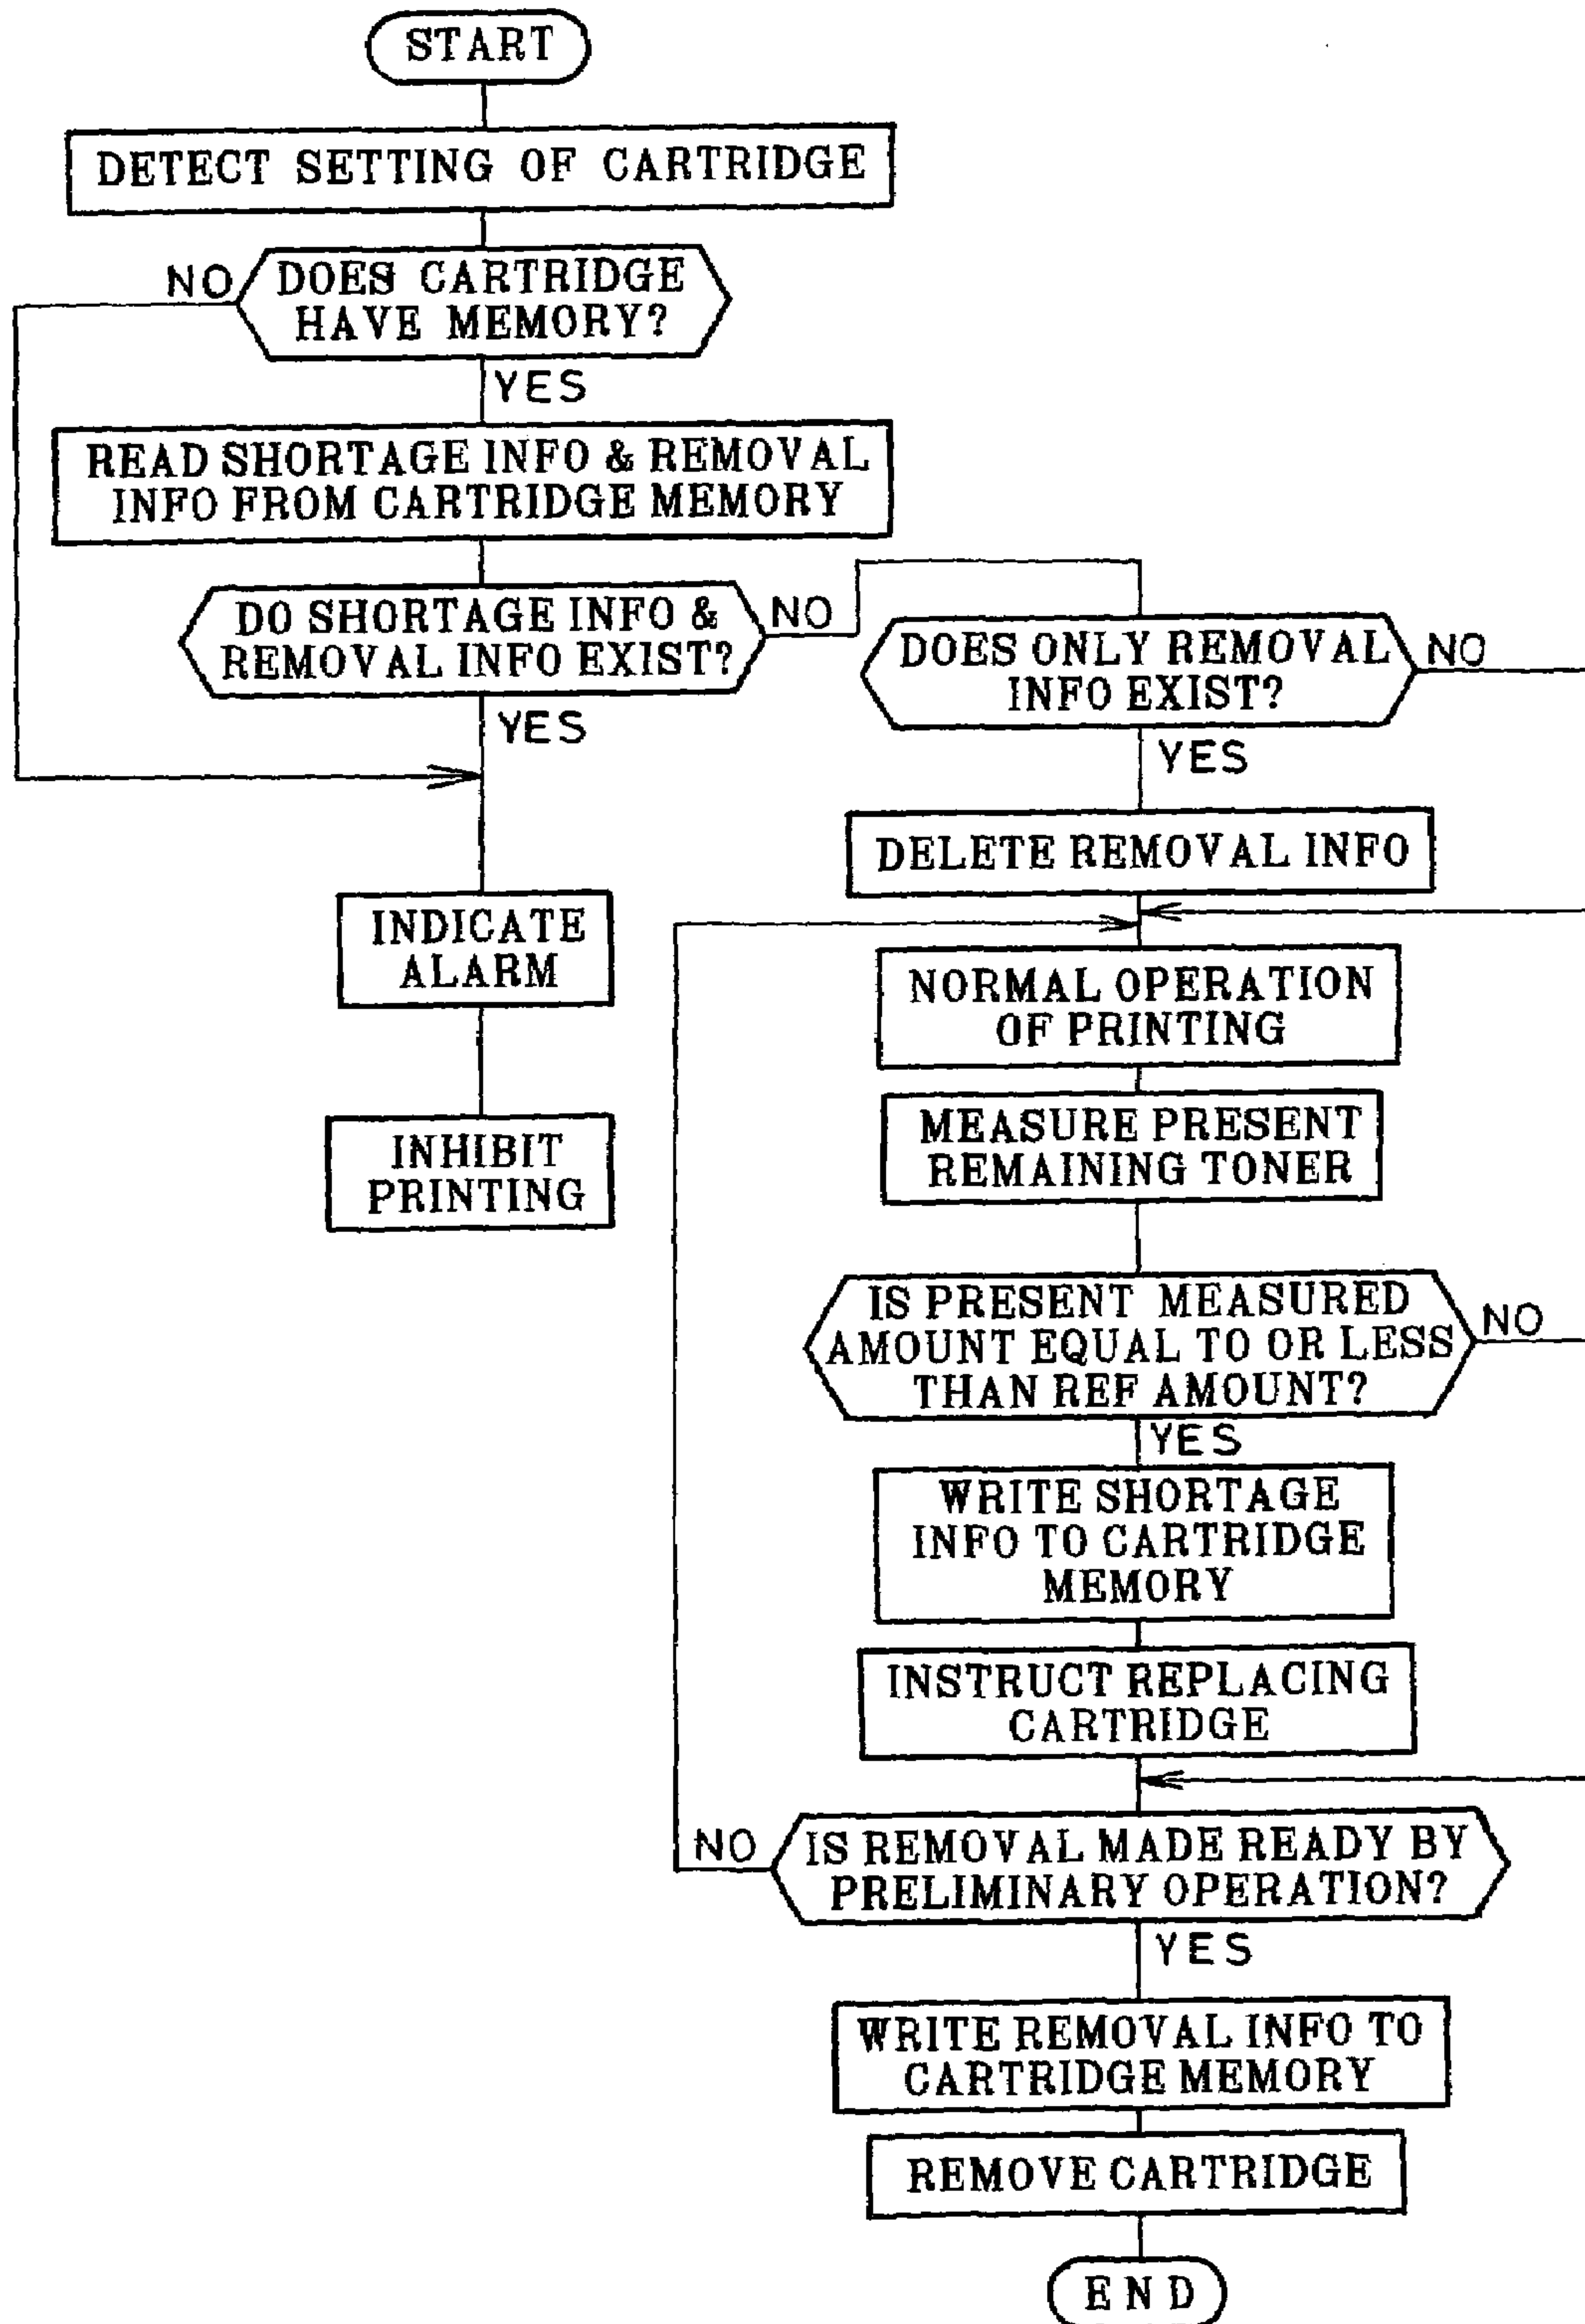 START
DETECT SETTING OF CARTRIDGE
NO
DOES CARTRIDGE
HAVE MEMORY?
YES
READ SHORTAGE INFO & REMOVAL
INFO FROM CARTRIDGE MEMORY
DO SHORTAGE INFO &
REMOVAL INFO EXIST?
NO
YES
INDICATE
ALARM
INHIBIT
PRINTING
DOES ONLY REMOVAL
INFO EXIST?
NO
YES
DELETE REMOVAL INFO
NORMAL OPERATION
OF PRINTING
MEASURE PRESENT
REMAINING TONER
IS PRESENT MEASURED
AMOUNT EQUAL TO OR LESS
THAN REF AMOUNT?
NO
YES
WRITE SHORTAGE
INFO TO CARTRIDGE
MEMORY
INSTRUCT REPLACING
CARTRIDGE
NO
IS REMOVAL MADE READY BY
PRELIMINARY OPERATION?
YES
WRITE REMOVAL INFO TO
CARTRIDGE MEMORY
REMOVE CARTRIDGE
END